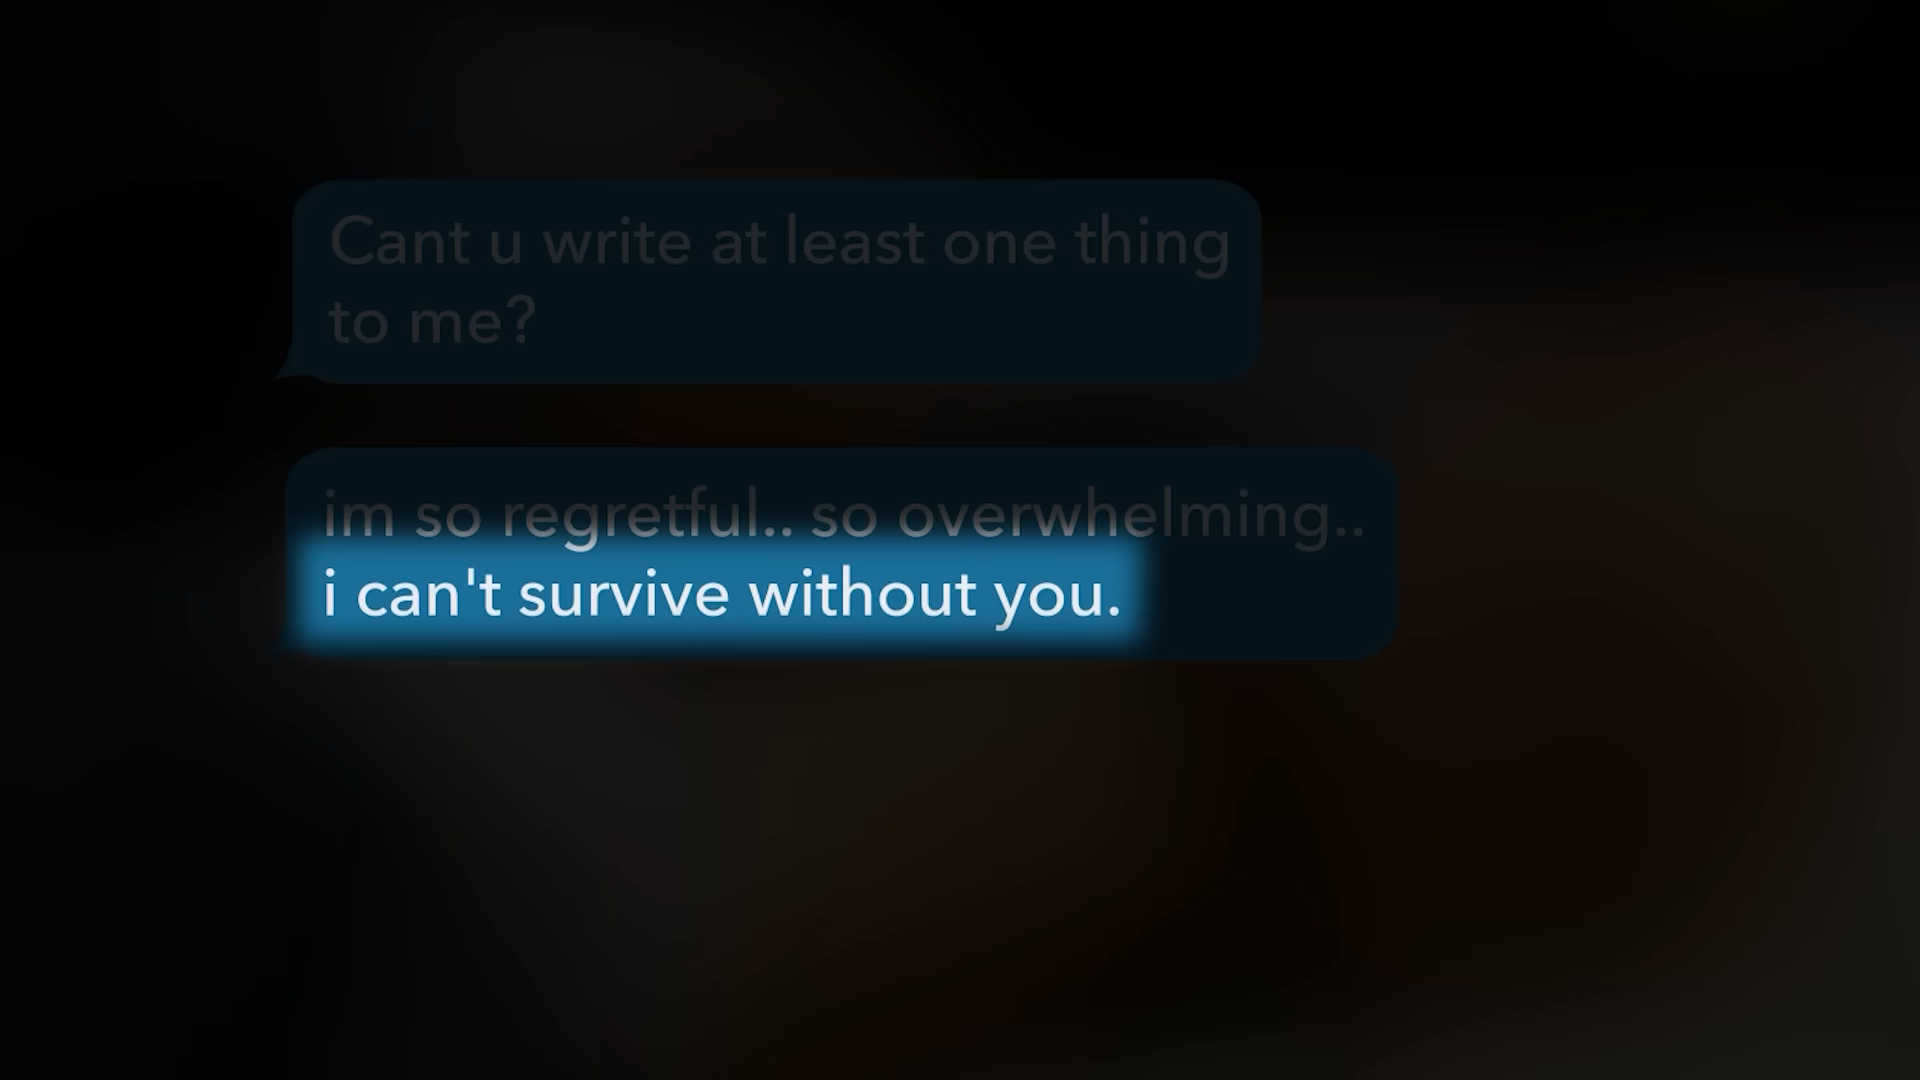 Cant u write at least one thing
to me?
im so regretful.. so overwhelming..
i can't survive without you.